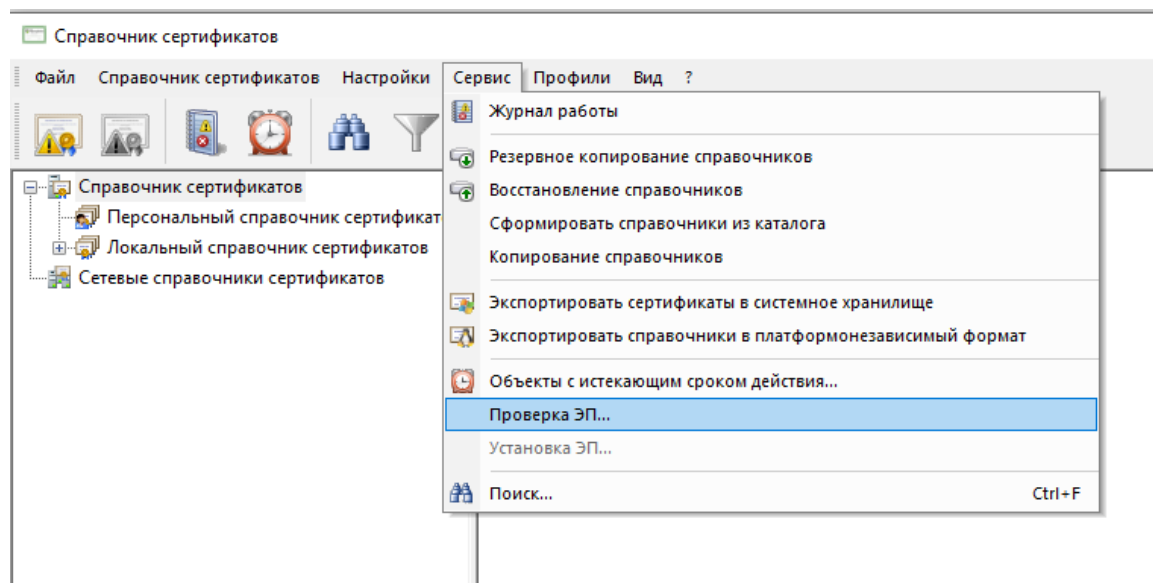 Справочник сертификатов
Файл Справочник сертификатов Настройки Сервис Профили Вид ?
Журнал работы
Резервное копирование справочников
Восстановление справочников
Сформировать справочники из каталога
Копирование справочников
Экспортировать сертификаты в системное хранилище
Экспортировать справочники в платформонезависимый формат
Объекты с истекающим сроком действия...
Проверка ЭП...
Установка ЭП...
Поиск... Ctrl+F
Справочник сертификатов
Персональный справочник сертификат
Локальный справочник сертификатов
Сетевые справочники сертификатов